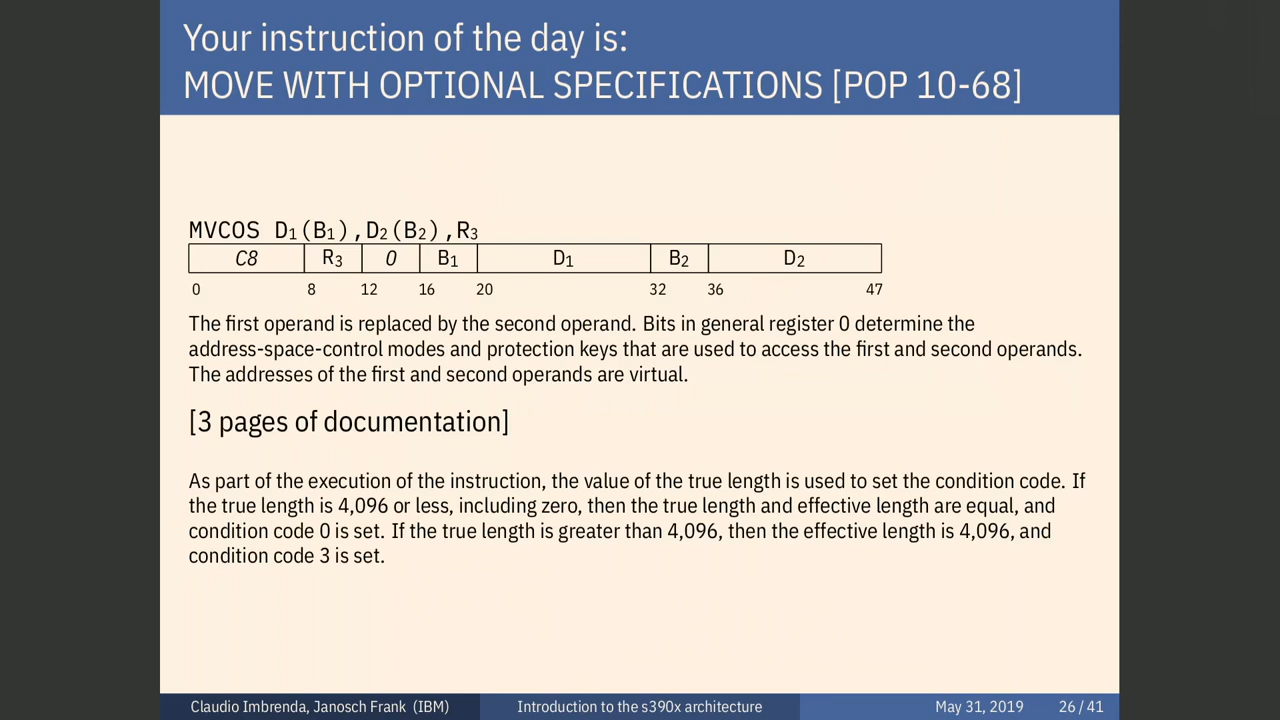 Your instruction of the day is:
MOVE WITH OPTIONAL SPECIFICATIONS [POP 10-68]
MVCOS D1(B1),D2(B2),R3
C8 R3 0 B1 D1 B2 D2
0 8 12 16 20 32 36 47
The first operand is replaced by the second operand. Bits in general register 0 determine the
address-space-control modes and protection keys that are used to access the first and second operands.
The addresses of the first and second operands are virtual.
[3 pages of documentation]
As part of the execution of the instruction, the value of the true length is used to set the condition code. If
the true length is 4,096 or less, including zero, then the true length and effective length are equal, and
condition code 0 is set. If the true length is greater than 4,096, then the effective length is 4,096, and
condition code 3 is set.
Claudio Imbrenda, Janosch Frank (IBM) Introduction to the s390x architecture May 31, 2019 26 / 41